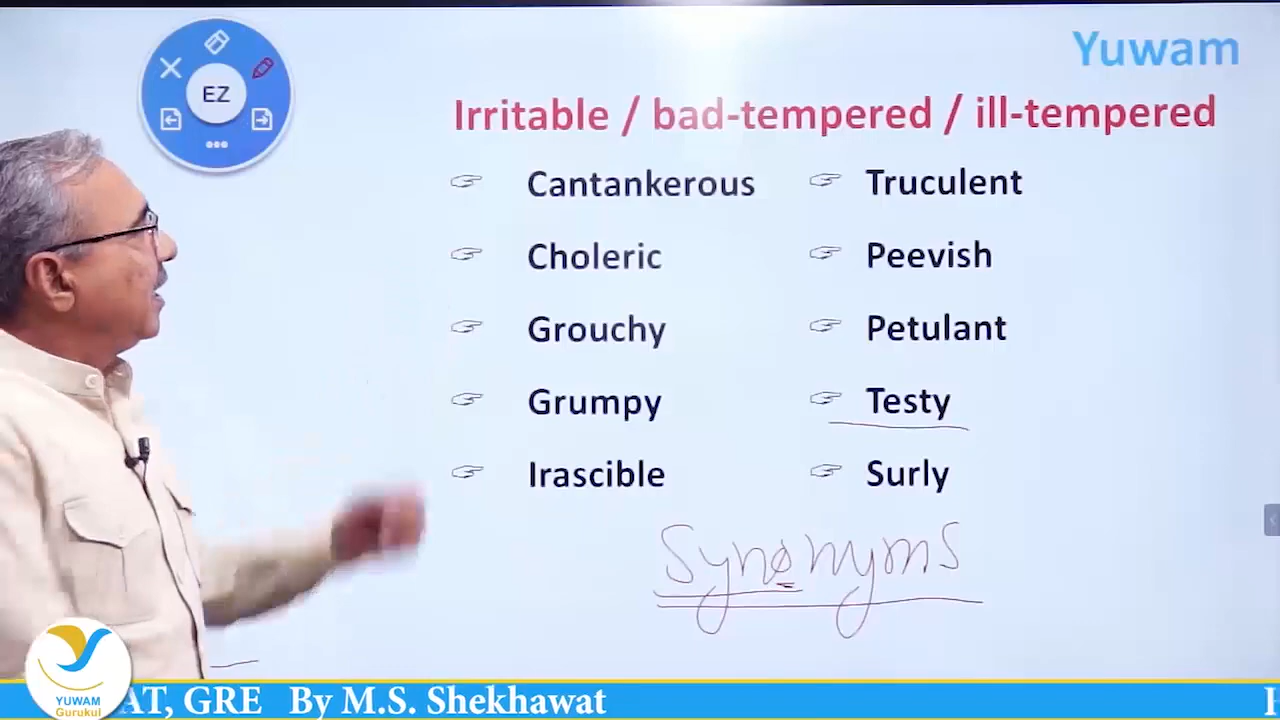 Yuwam
EZ
Irritable / bad-tempered / ill-tempered
Cantankerous
Truculent
Choleric
Peevish
Grouchy
Petulant
Grumpy
Testy
Irascible
Surly
Synonyms
YUWAM
Gurukul
AT, GRE By M.S. Shekhawat